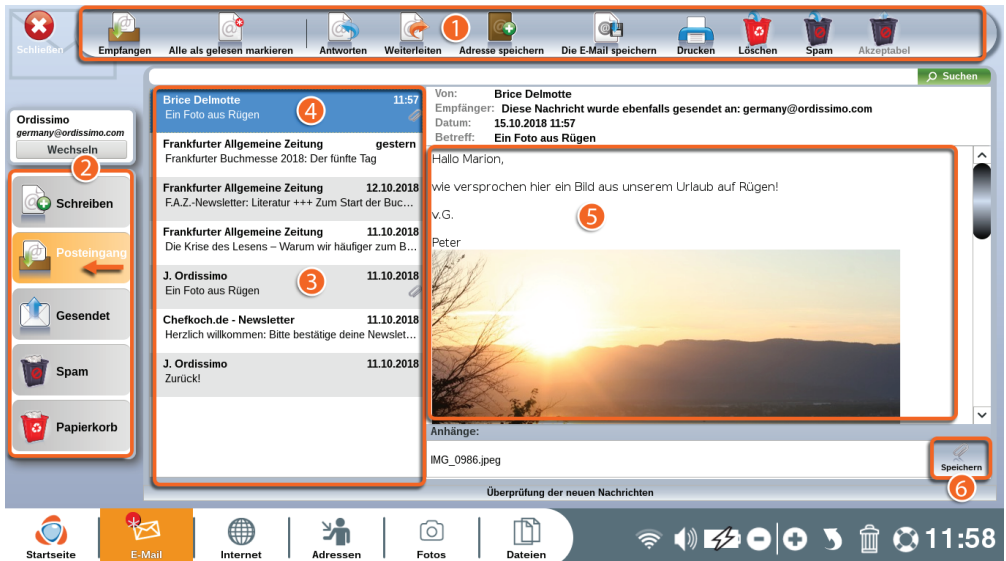 Schließen
Empfangen
Alle als gelesen markieren
Antworten
Weiterleiten
Adresse speichern
Die E-Mail speichern
Drucken
Löschen
Spam
Akzeptabel
1
Suchen
Ordissimo
germany@ordissimo.com
Wechseln
2
Schreiben
Posteingang
Gesendet
Spam
Papierkorb
Brice Delmotte 11:57
Ein Foto aus Rügen
4
Frankfurter Allgemeine Zeitung gestern
Frankfurter Buchmesse 2018: Der fünfte Tag
Frankfurter Allgemeine Zeitung 12.10.2018
F.A.Z.-Newsletter: Literatur +++ Zum Start der Buc...
Frankfurter Allgemeine Zeitung 11.10.2018
Die Krise des Lesens – Warum wir häufiger zum B...
J. Ordissimo 11.10.2018
Ein Foto aus Rügen
3
Chefkoch.de - Newsletter 11.10.2018
Herzlich willkommen: Bitte bestätige deine Newslet...
J. Ordissimo 11.10.2018
Zurück!
Von: Brice Delmotte
Empfänger: Diese Nachricht wurde ebenfalls gesendet an: germany@ordissimo.com
Datum: 15.10.2018 11:57
Betreff: Ein Foto aus Rügen
Hallo Marion,
wie versprochen hier ein Bild aus unserem Urlaub auf Rügen!
v.G.
5
Peter
Anhänge:
IMG_0986.jpeg
Speichern
6
Überprüfung der neuen Nachrichten
Startseite
E-Mail
Internet
Adressen
Fotos
Dateien
11:58